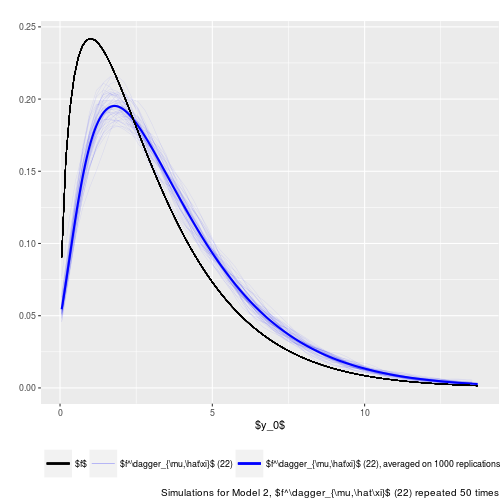 0.25
0.20
0.15
0.10
0.05
0.00
0 5 10
$y_0$
$f$ $f^\dagger_{\mu,\hat\xi}$ (22) $f^\dagger_{\mu,\hat\xi}$ (22), averaged on 1000 replications
Simulations for Model 2, $f^\dagger_{\mu,\hat\xi}$ (22) repeated 50 times